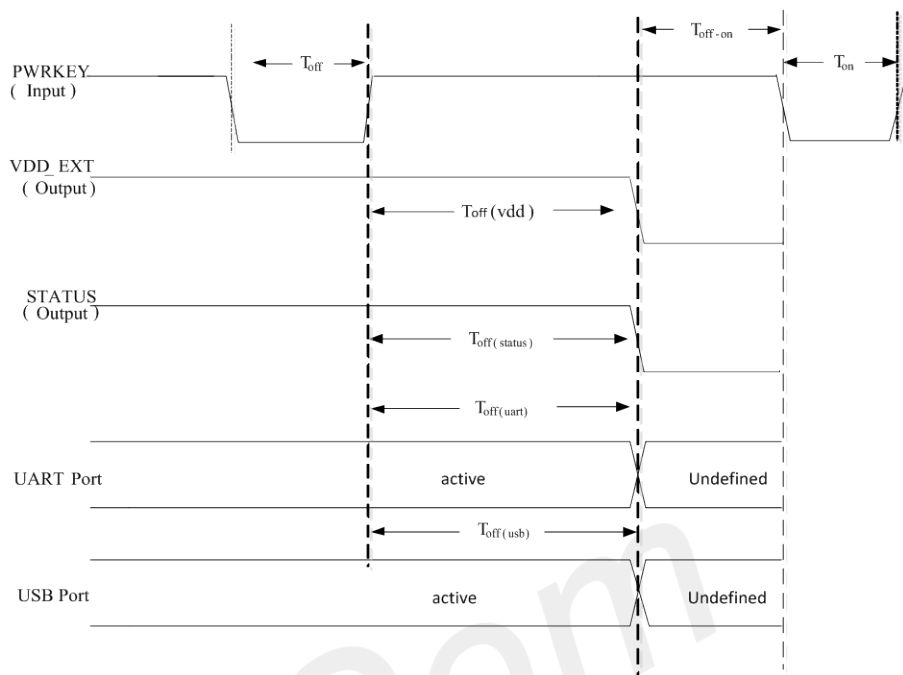 Toff
Toff-on
Ton
PWRKEY
( Input )
VDD_EXT
( Output )
Toff (vdd )
STATUS
( Output )
Toff( status)
Toff(uart)
UART Port
active
Undefined
Toff(usb)
USB Port
active
Undefined